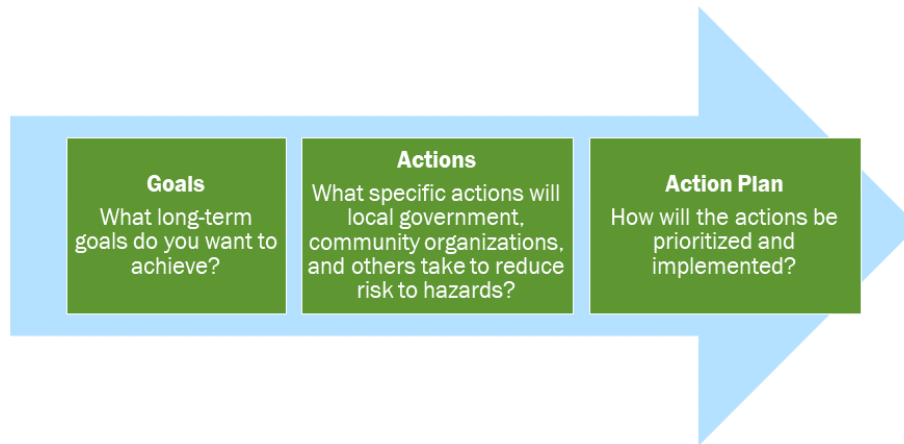 Goals
What long-term
goals do you want to
achieve?
Actions
What specific actions will
local government,
community organizations,
and others take to reduce
risk to hazards?
Action Plan
How will the actions be
prioritized and
implemented?